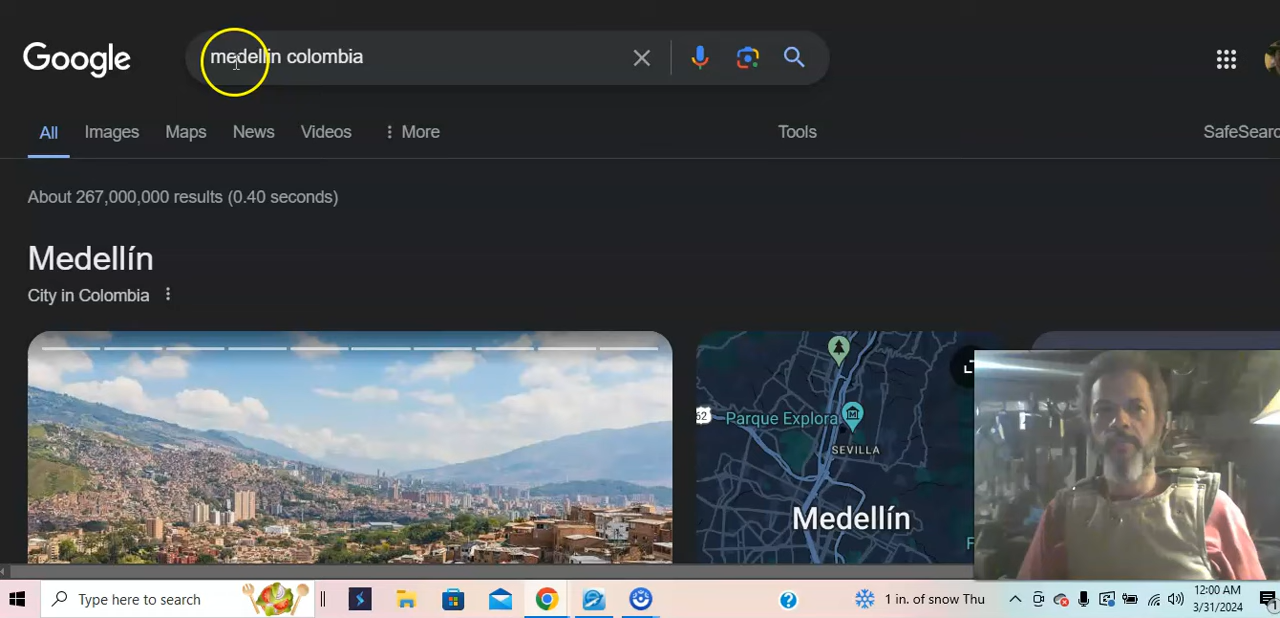 Google
medellin colombia
All Images Maps News Videos More Tools SafeSearc
About 267,000,000 results (0.40 seconds)
Medellín
City in Colombia
62
Parque Explora
SEVILLA
Medellín
F
Type here to search
1 in. of snow Thu
12:00 AM
3/31/2024
1